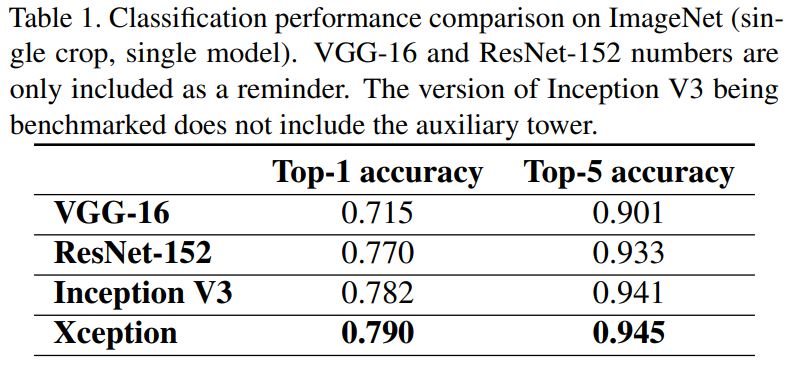 Table 1. Classification performance comparison on ImageNet (sin-
gle crop, single model). VGG-16 and ResNet-152 numbers are
only included as a reminder. The version of Inception V3 being
benchmarked does not include the auxiliary tower.
Top-1 accuracy Top-5 accuracy
VGG-16 0.715 0.901
ResNet-152 0.770 0.933
Inception V3 0.782 0.941
Xception 0.790 0.945